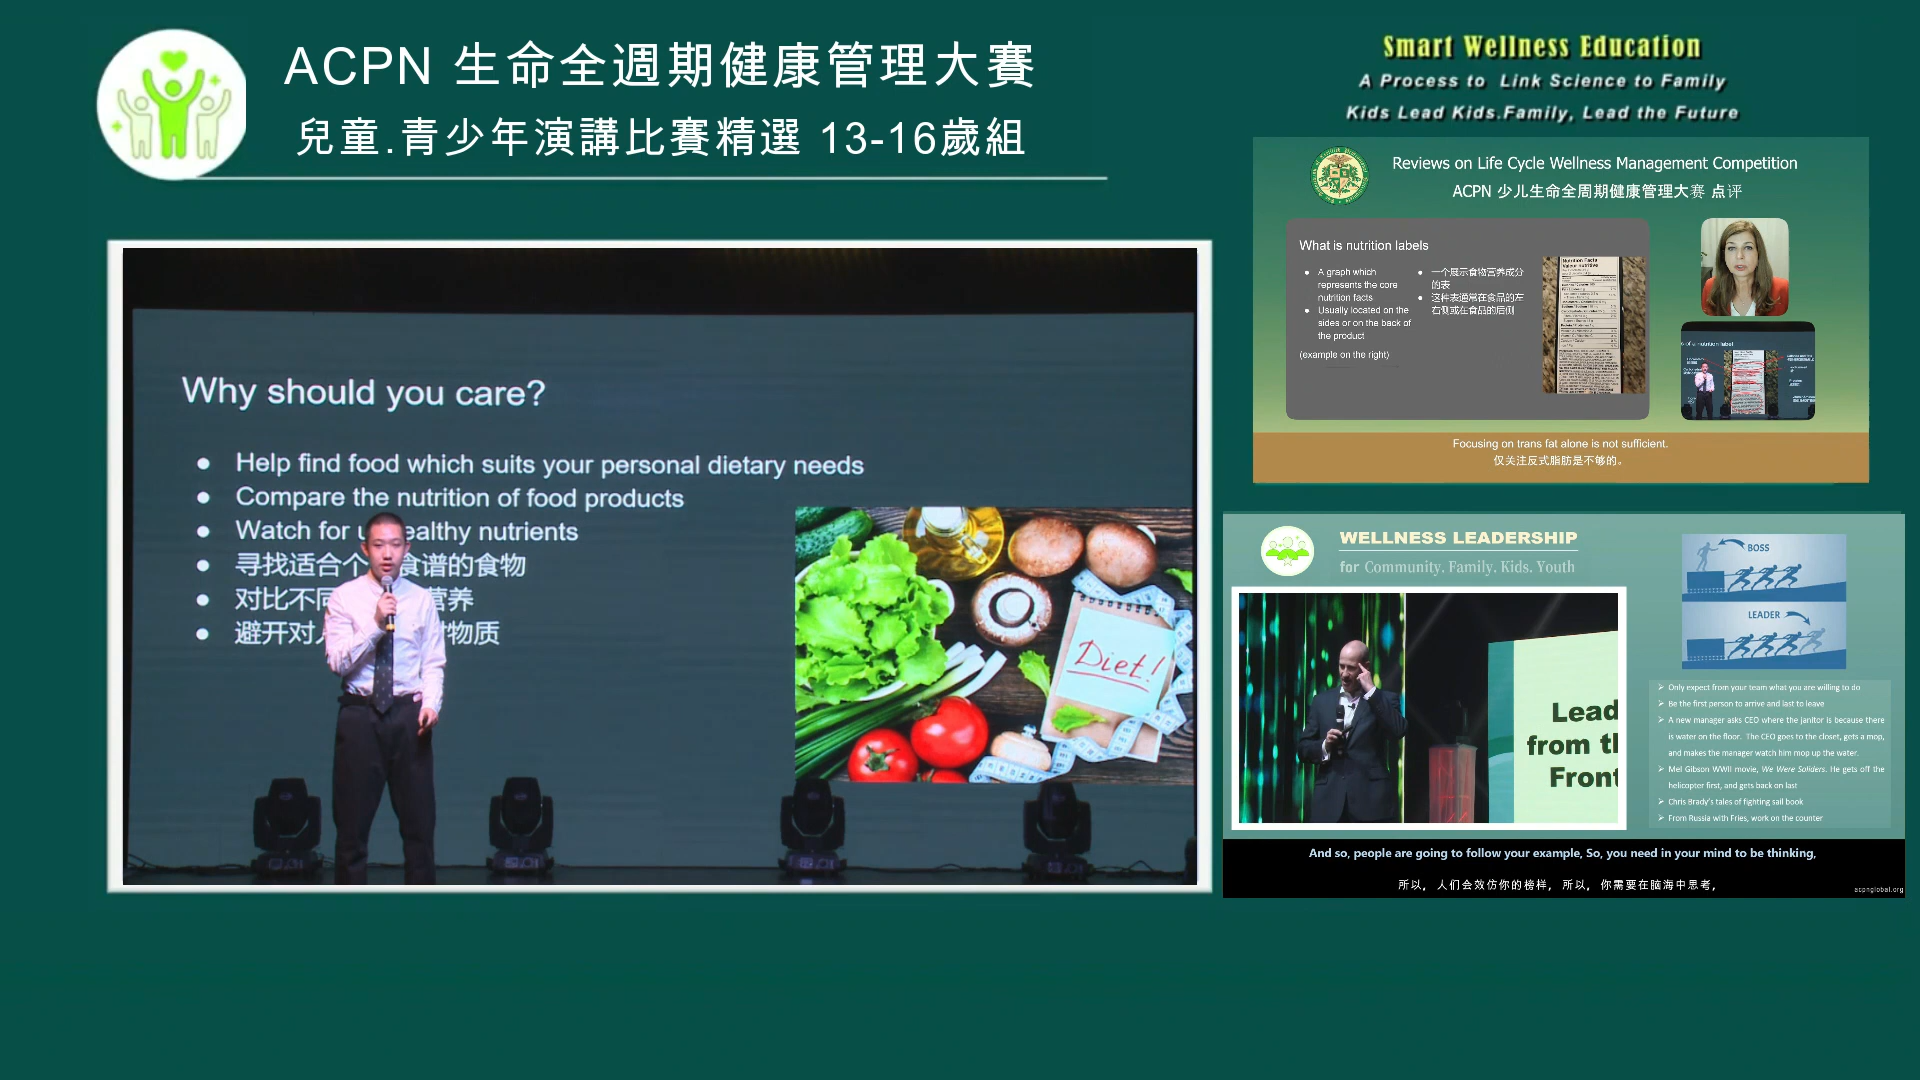 ACPN 生命全週期健康管理大賽
兒童.青少年演講比賽精選 13-16歲組
Why should you care?
● Help find food which suits your personal dietary needs
● Compare the nutrition of food products
● Watch for u ealthy nutrients
● 寻找适合个 食谱的食物
● 对比不同 营养
● 避开对人 物质
Diet!
Smart Wellness Education
A Process to Link Science to Family
Kids Lead Kids.Family, Lead the Future
Reviews on Life Cycle Wellness Management Competition
ACPN 少儿生命全周期健康管理大赛 点评
What is nutrition labels
● A graph which
represents the core
nutrition facts
● Usually located on the
sides or on the back of
the product
(example on the right)
● 一个展示食物营养成分
的表
● 这种表通常在食品的左
右侧或在食品的后侧
Nutrition Facts
Valeur nutritive
of a nutrition label
Focusing on trans fat alone is not sufficient.
仅关注反式脂肪是不够的。
WELLNESS LEADERSHIP
for Community. Family. Kids. Youth
BOSS
LEADER
Lead
from th
Front
➢ Only expect from your team what you are willing to do
➢ Be the first person to arrive and last to leave
➢ A new manager asks CEO where the janitor is because there
is water on the floor. The CEO goes to the closet, gets a mop,
and makes the manager watch him mop up the water.
➢ Mel Gibson WWII movie, We Were Soliders. He gets off the
helicopter first, and gets back on last
➢ Chris Brady's tales of fighting sail book
➢ From Russia with Fries, work on the counter
And so, people are going to follow your example, So, you need in your mind to be thinking,
所以， 人们会效仿你的榜样， 所以， 你需要在脑海中思考，
acpnglobal.org